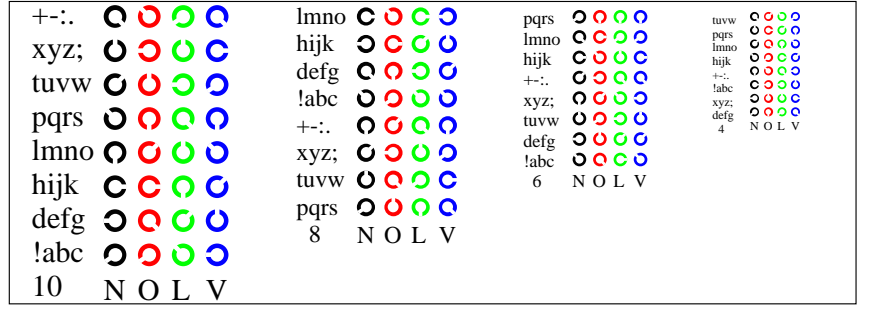 +-:.
xyz;
tuvw
pqrs
lmno
hijk
defg
!abc
10 N O L V
lmno
hijk
defg
!abc
+-:.
xyz;
tuvw
pqrs
8 N O L V
pqrs
lmno
hijk
+-:.
xyz;
tuvw
defg
!abc
6 N O L V
tuvw
pqrs
lmno
hijk
+-:.
!abc
xyz;
defg
4 N O L V